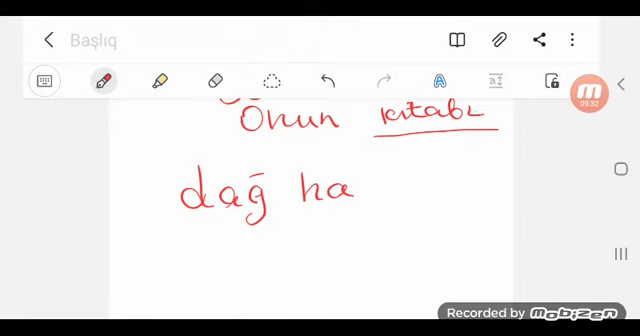 Başlıq
Onun kitabı
09:32
dağ ha
Recorded by mobizen